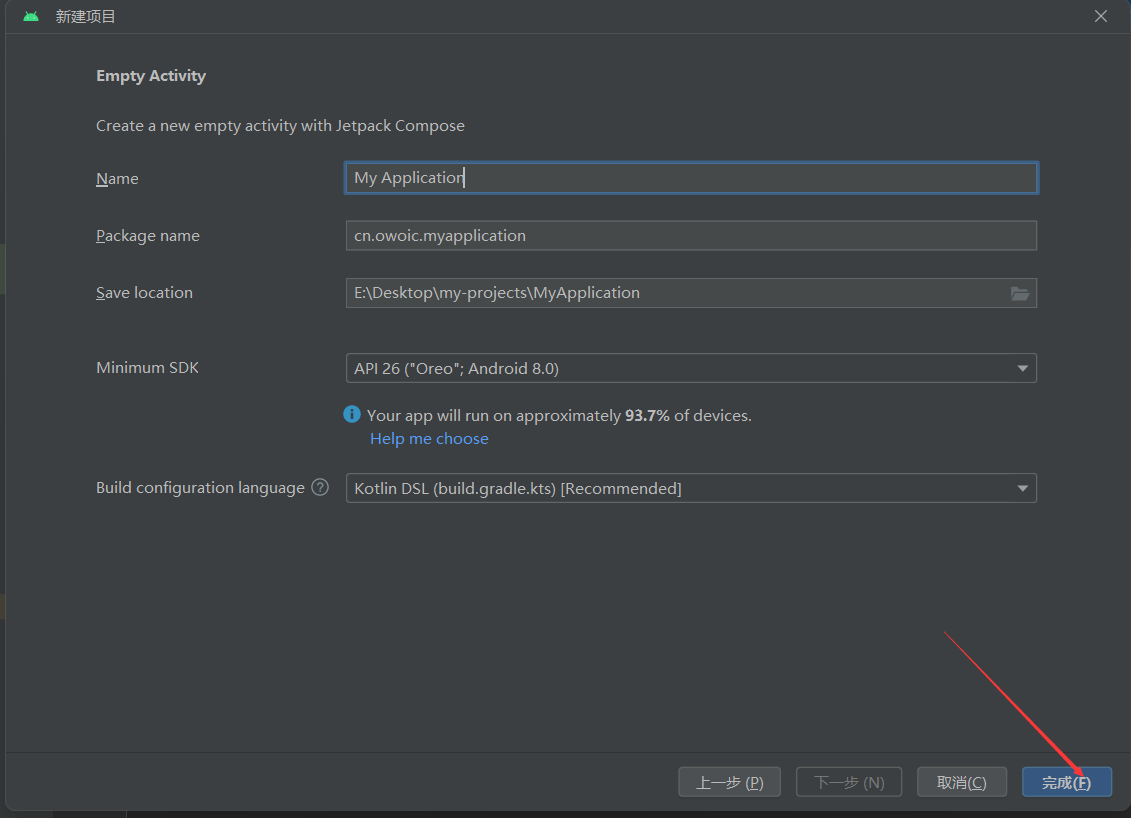 新建项目
Empty Activity
Create a new empty activity with Jetpack Compose
Name My Application
Package name cn.owoic.myapplication
Save location E:\Desktop\my-projects\MyApplication
Minimum SDK API 26 ("Oreo"; Android 8.0)
Your app will run on approximately 93.7% of devices.
Help me choose
Build configuration language ? Kotlin DSL (build.gradle.kts) [Recommended]
上一步 (P) 下一步 (N) 取消(C) 完成(F)